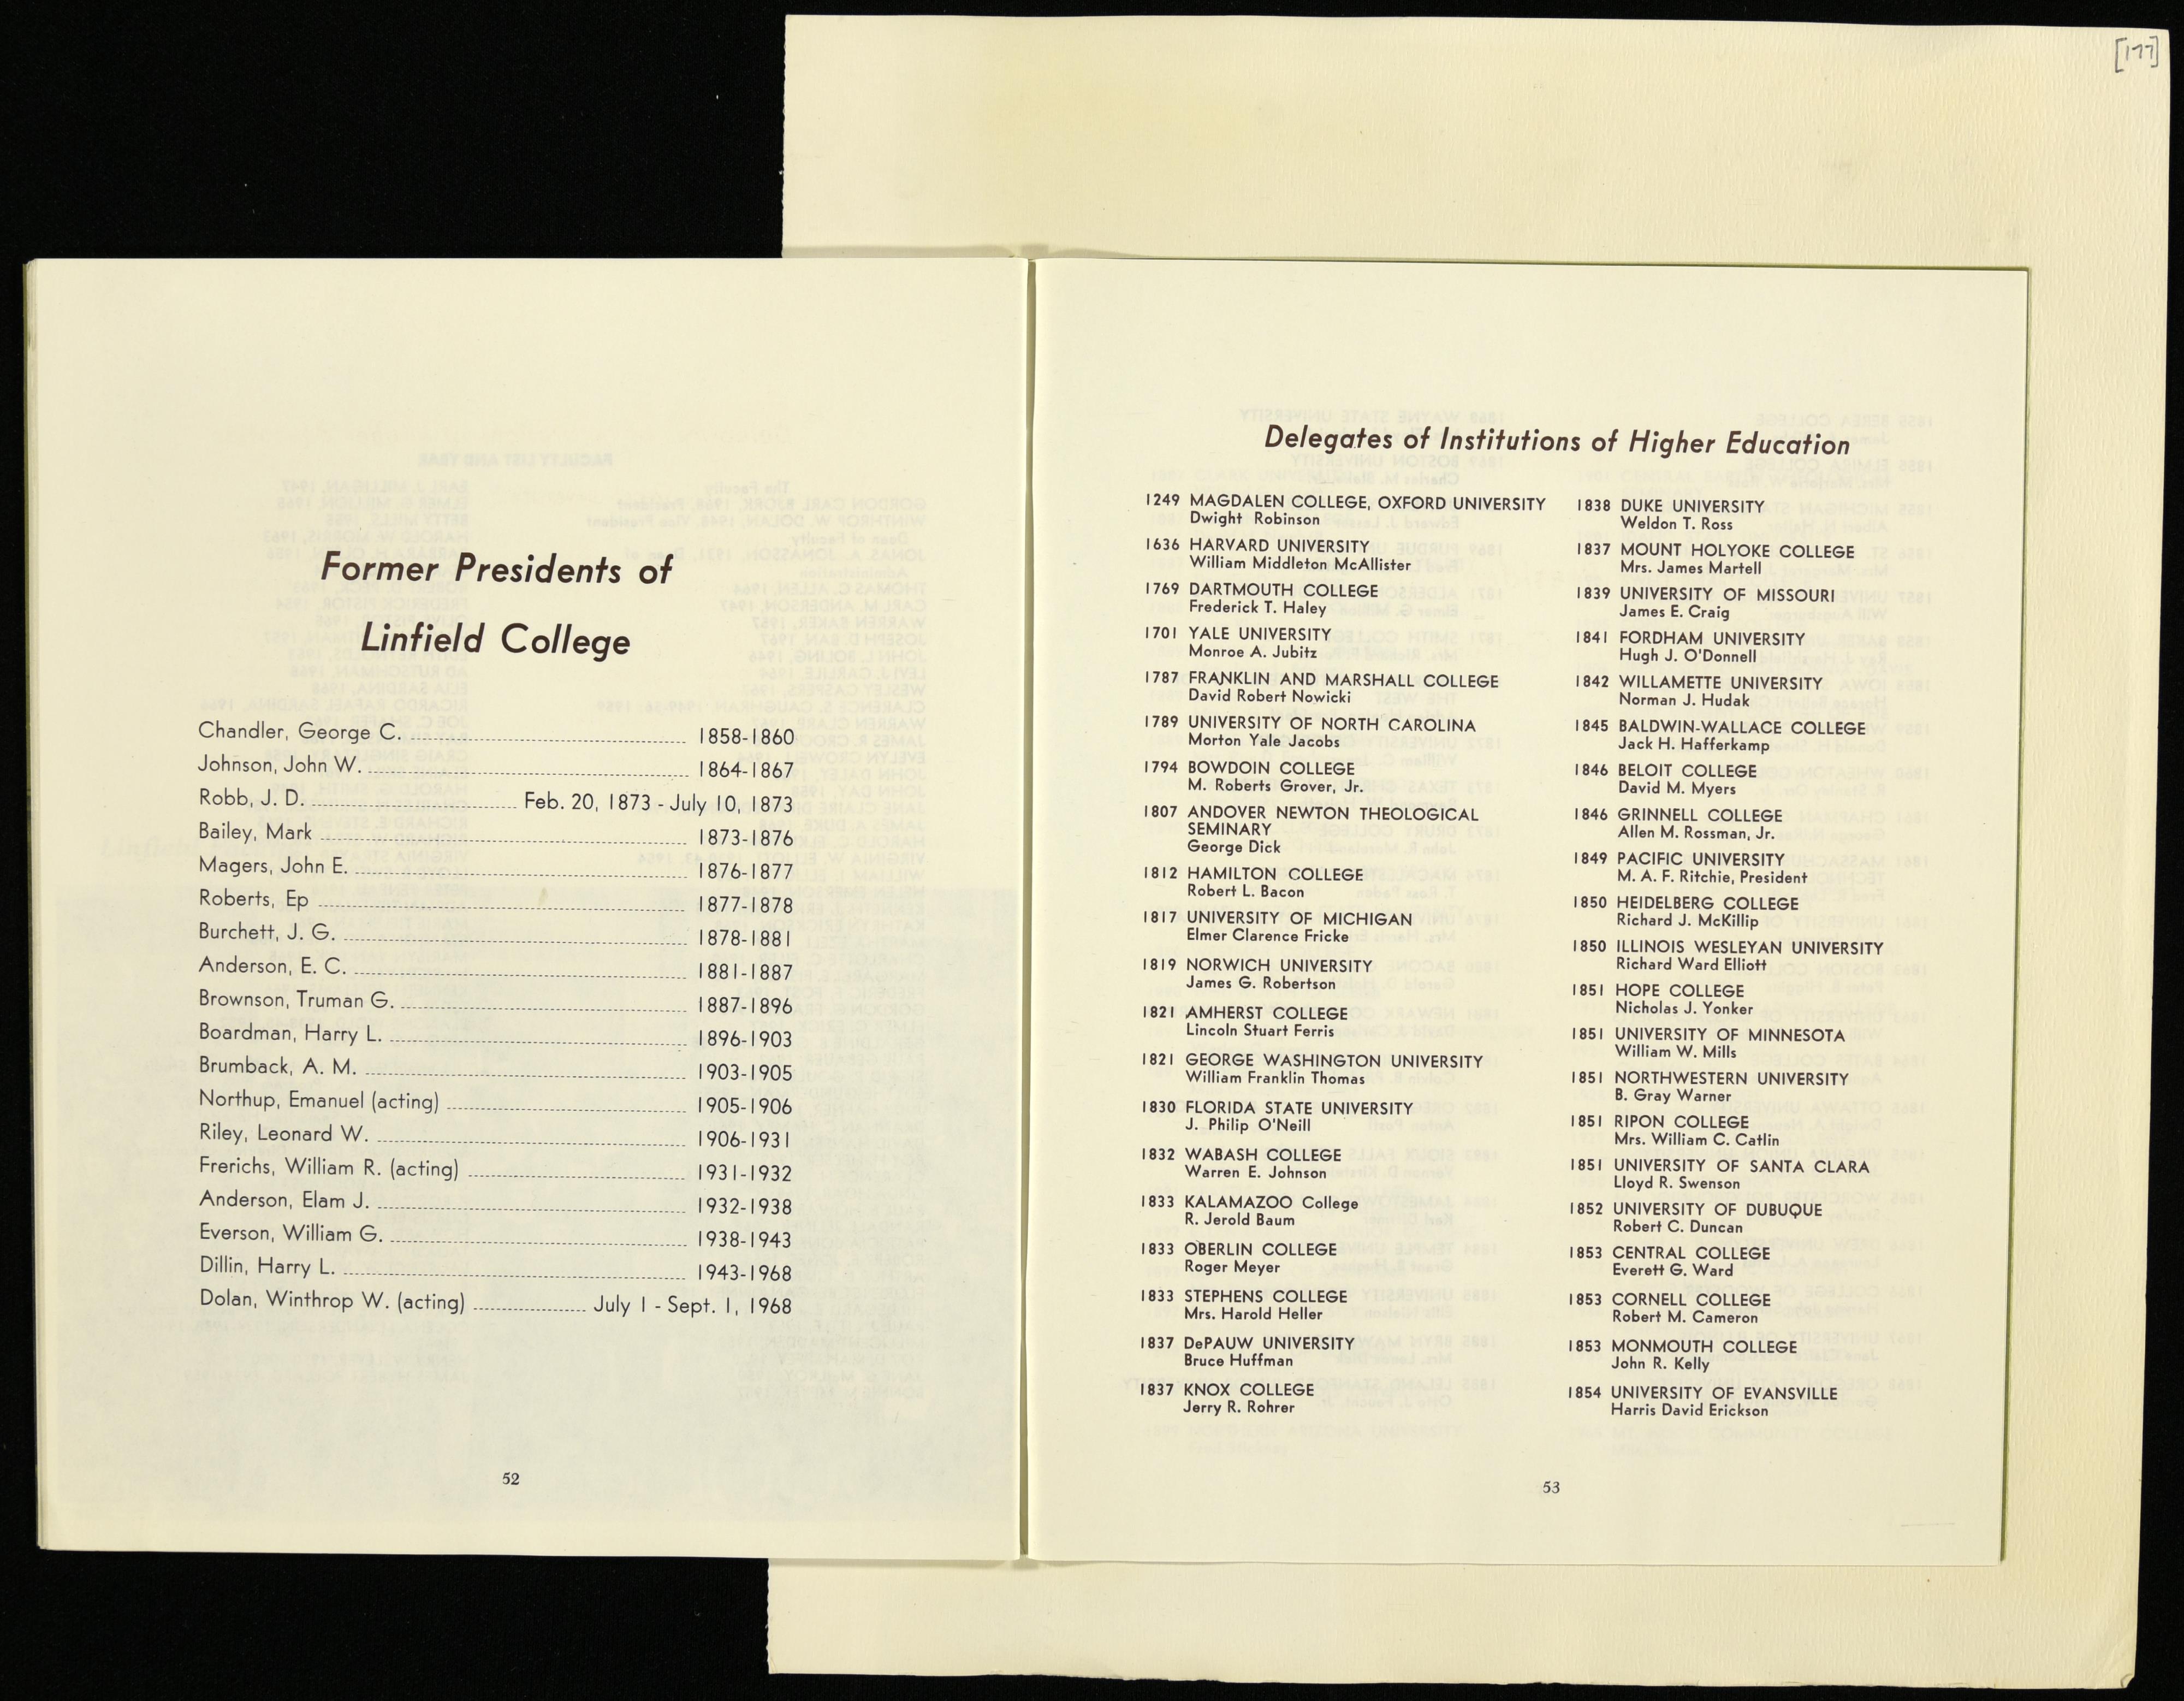 [177]
Former Presidents of
Linfield College
Chandler, George C. 1858-1860
Johnson, John W. 1864-1867
Robb, J. D. Feb. 20, 1873 - July 10, 1873
Bailey, Mark 1873-1876
Magers, John E. 1876-1877
Roberts, Ep 1877-1878
Burchett, J. G. 1878-1881
Anderson, E. C. 1881-1887
Brownson, Truman G. 1887-1896
Boardman, Harry L. 1896-1903
Brumback, A. M. 1903-1905
Northup, Emanuel (acting) 1905-1906
Riley, Leonard W. 1906-1931
Frerichs, William R. (acting) 1931-1932
Anderson, Elam J. 1932-1938
Everson, William G. 1938-1943
Dillin, Harry L. 1943-1968
Dolan, Winthrop W. (acting) July 1 - Sept. 1, 1968
52
Delegates of Institutions of Higher Education
1249 MAGDALEN COLLEGE, OXFORD UNIVERSITY
Dwight Robinson
1636 HARVARD UNIVERSITY
William Middleton McAllister
1769 DARTMOUTH COLLEGE
Frederick T. Haley
1701 YALE UNIVERSITY
Monroe A. Jubitz
1787 FRANKLIN AND MARSHALL COLLEGE
David Robert Nowicki
1789 UNIVERSITY OF NORTH CAROLINA
Morton Yale Jacobs
1794 BOWDOIN COLLEGE
M. Roberts Grover, Jr.
1807 ANDOVER NEWTON THEOLOGICAL
SEMINARY
George Dick
1812 HAMILTON COLLEGE
Robert L. Bacon
1817 UNIVERSITY OF MICHIGAN
Elmer Clarence Fricke
1819 NORWICH UNIVERSITY
James G. Robertson
1821 AMHERST COLLEGE
Lincoln Stuart Ferris
1821 GEORGE WASHINGTON UNIVERSITY
William Franklin Thomas
1830 FLORIDA STATE UNIVERSITY
J. Philip O'Neill
1832 WABASH COLLEGE
Warren E. Johnson
1833 KALAMAZOO College
R. Jerold Baum
1833 OBERLIN COLLEGE
Roger Meyer
1833 STEPHENS COLLEGE
Mrs. Harold Heller
1837 DePAUW UNIVERSITY
Bruce Huffman
1837 KNOX COLLEGE
Jerry R. Rohrer
1838 DUKE UNIVERSITY
Weldon T. Ross
1837 MOUNT HOLYOKE COLLEGE
Mrs. James Martell
1839 UNIVERSITY OF MISSOURI
James E. Craig
1841 FORDHAM UNIVERSITY
Hugh J. O'Donnell
1842 WILLAMETTE UNIVERSITY
Norman J. Hudak
1845 BALDWIN-WALLACE COLLEGE
Jack H. Hafferkamp
1846 BELOIT COLLEGE
David M. Myers
1846 GRINNELL COLLEGE
Allen M. Rossman, Jr.
1849 PACIFIC UNIVERSITY
M. A. F. Ritchie, President
1850 HEIDELBERG COLLEGE
Richard J. McKillip
1850 ILLINOIS WESLEYAN UNIVERSITY
Richard Ward Elliott
1851 HOPE COLLEGE
Nicholas J. Yonker
1851 UNIVERSITY OF MINNESOTA
William W. Mills
1851 NORTHWESTERN UNIVERSITY
B. Gray Warner
1851 RIPON COLLEGE
Mrs. William C. Catlin
1851 UNIVERSITY OF SANTA CLARA
Lloyd R. Swenson
1852 UNIVERSITY OF DUBUQUE
Robert C. Duncan
1853 CENTRAL COLLEGE
Everett G. Ward
1853 CORNELL COLLEGE
Robert M. Cameron
1853 MONMOUTH COLLEGE
John R. Kelly
1854 UNIVERSITY OF EVANSVILLE
Harris David Erickson
53